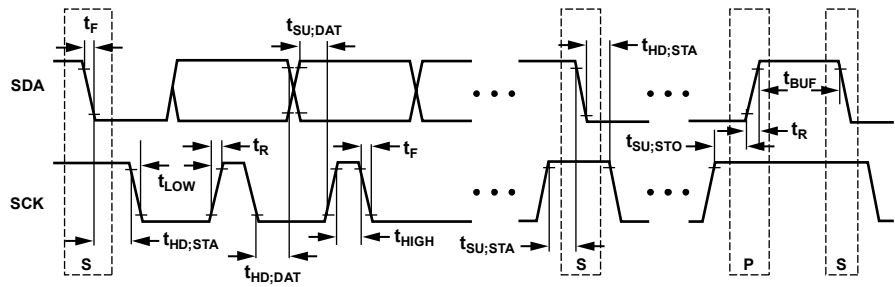 tF
tSU;DAT
tHD;STA
SDA
tBUF
tR
tF
tSU;STO
tR
tLOW
SCK
tHD;STA
tHIGH
tSU;STA
tHD;DAT
S
S
P
S